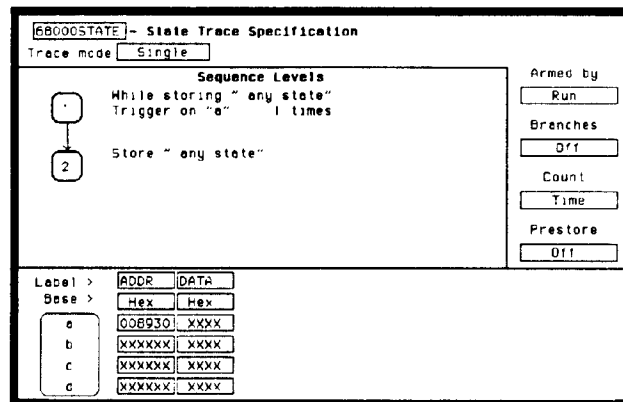 68000STATE - State Trace Specification
Trace mode Single
Sequence Levels
While storing " any state"
Trigger on "a" 1 times
2
Store " any state"
Armed by
Run
Branches
Off
Count
Time
Prestore
Off
Label > ADDR DATA
Base > Hex Hex
a 008930 XXXX
b XXXXXX XXXX
c XXXXXX XXXX
d XXXXXX XXXX